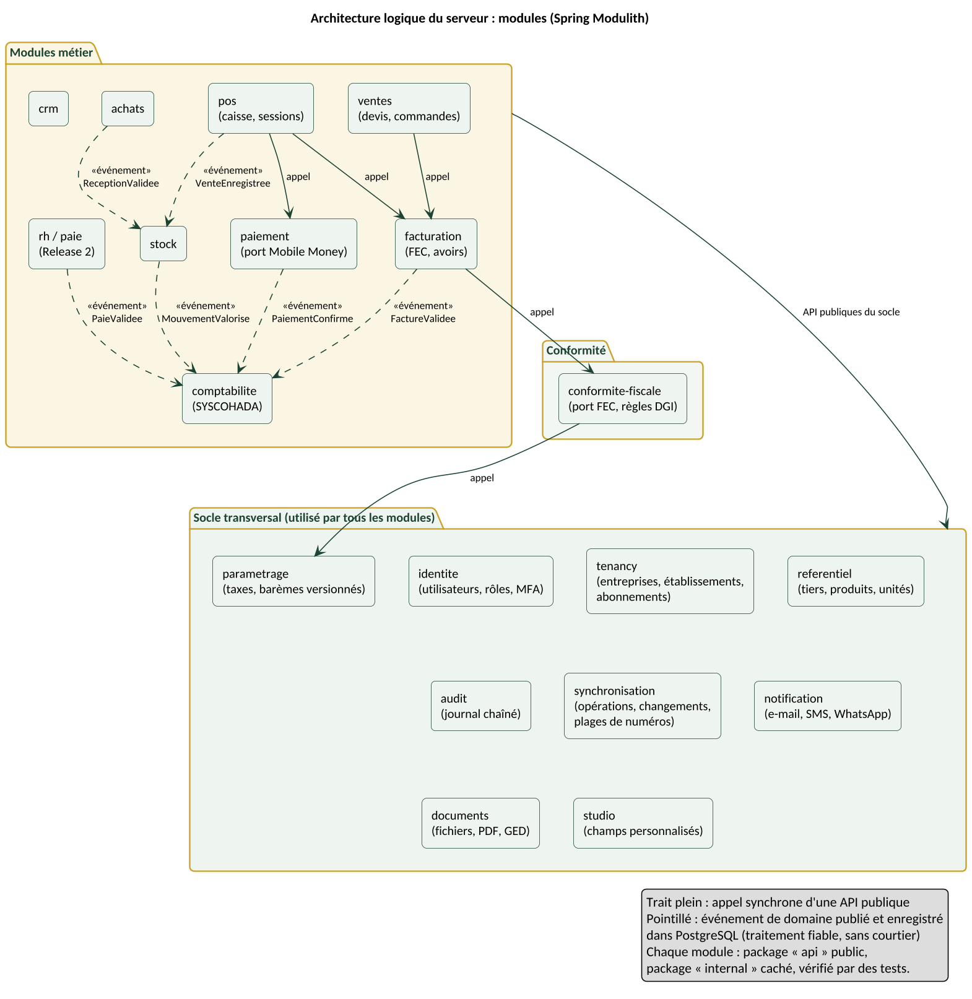 Architecture logique du serveur : modules (Spring Modulith)
Modules métier
crm
achats
pos
(caisse, sessions)
ventes
(devis, commandes)
«événement»
ReceptionValidee
«événement»
VenteEnregistree
appel
appel
appel
rh / paie
(Release 2)
stock
paiement
(port Mobile Money)
facturation
(FEC, avoirs)
«événement»
PaieValidee
«événement»
MouvementValorise
«événement»
PaiementConfirme
«événement»
FactureValidee
appel
API publiques du socle
comptabilite
(SYSCOHADA)
Conformité
conformite-fiscale
(port FEC, règles DGI)
appel
Socle transversal (utilisé par tous les modules)
parametrage
(taxes, barèmes versionnés)
identite
(utilisateurs, rôles, MFA)
tenancy
(entreprises, établissements,
abonnements)
referentiel
(tiers, produits, unités)
audit
(journal chaîné)
synchronisation
(opérations, changements,
plages de numéros)
notification
(e-mail, SMS, WhatsApp)
documents
(fichiers, PDF, GED)
studio
(champs personnalisés)
Trait plein : appel synchrone d'une API publique
Pointillé : événement de domaine publié et enregistré
dans PostgreSQL (traitement fiable, sans courtier)
Chaque module : package « api » public,
package « internal » caché, vérifié par des tests.